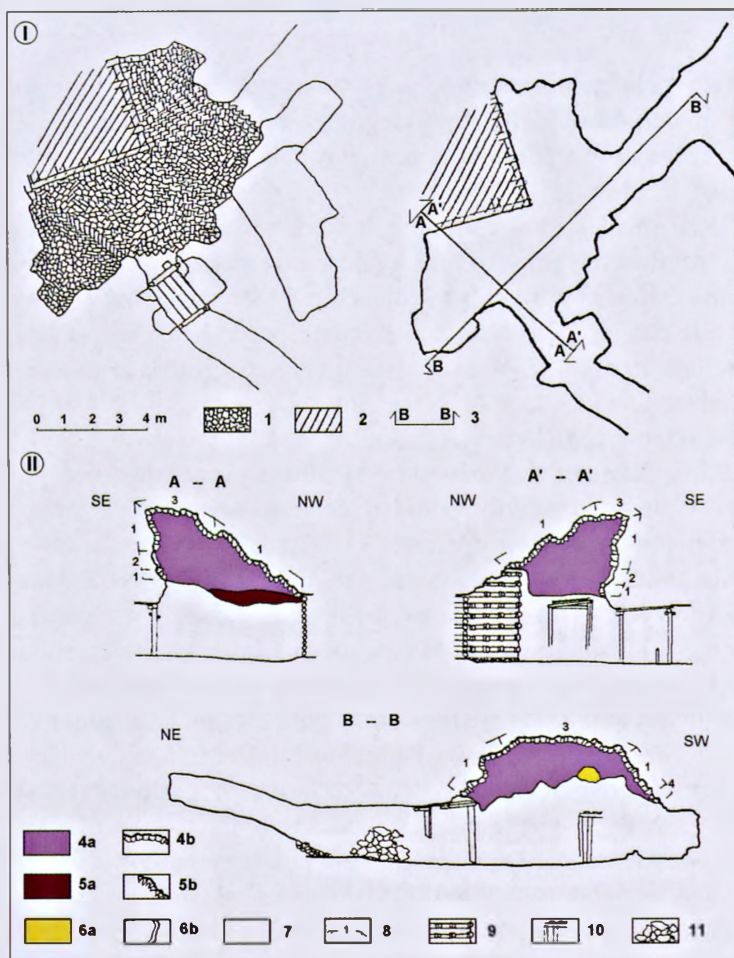 I
B
A'
A
A'
A
B
0 1 2 3 4 m
1 2 B B 3
II
A – A A' – A'
SE 3 NW NW 3 SE
1 1 1 1
2 2
1
B – B
NE SW
3
1 1
1
4a 4b
5a 5b
6a 6b 7 1 8 9 10 11